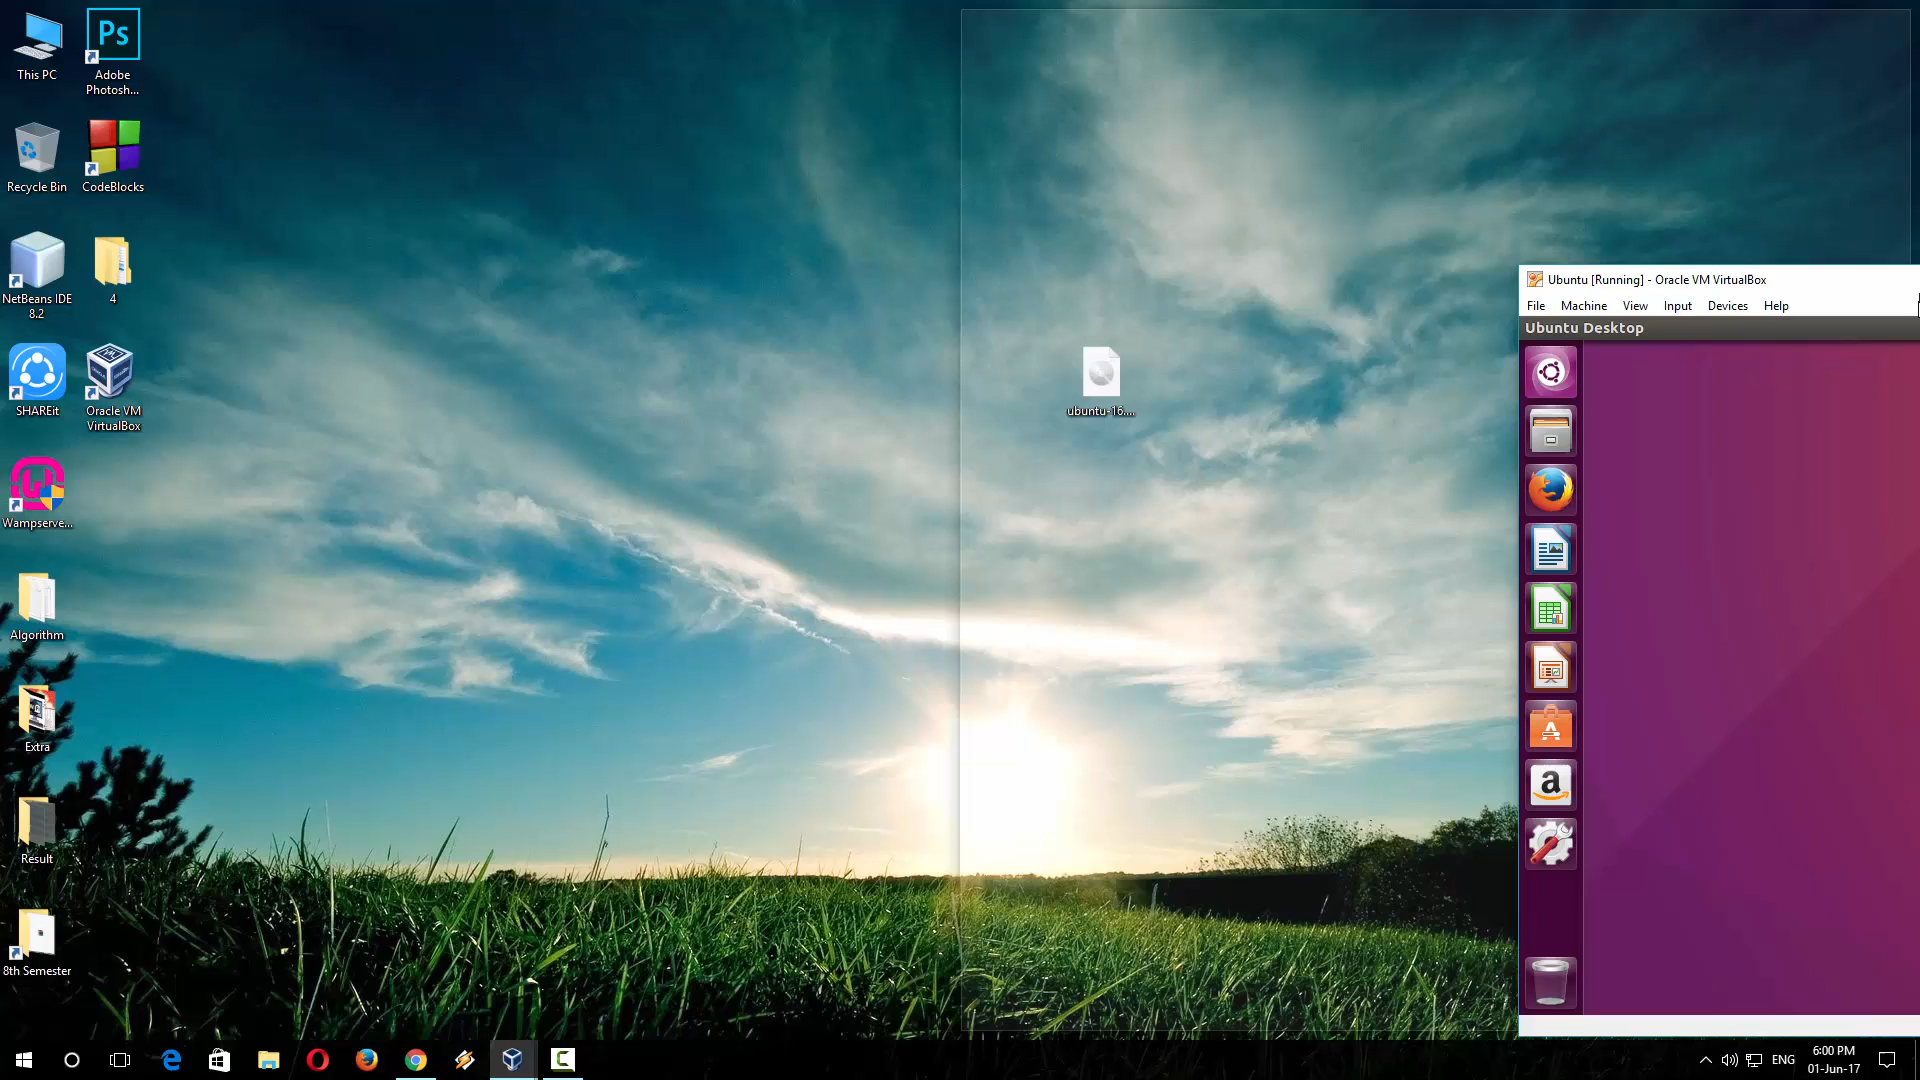 This PC
Ps
Adobe
Photosh...
Recycle Bin
CodeBlocks
NetBeans IDE
8.2
4
SHAREit
Oracle VM
VirtualBox
Wampserve...
Algorithm
Extra
Result
8th Semester
ubuntu-16....
Ubuntu [Running] - Oracle VM VirtualBox
File Machine View Input Devices Help
Ubuntu Desktop
a
ENG
6:00 PM
01-Jun-17